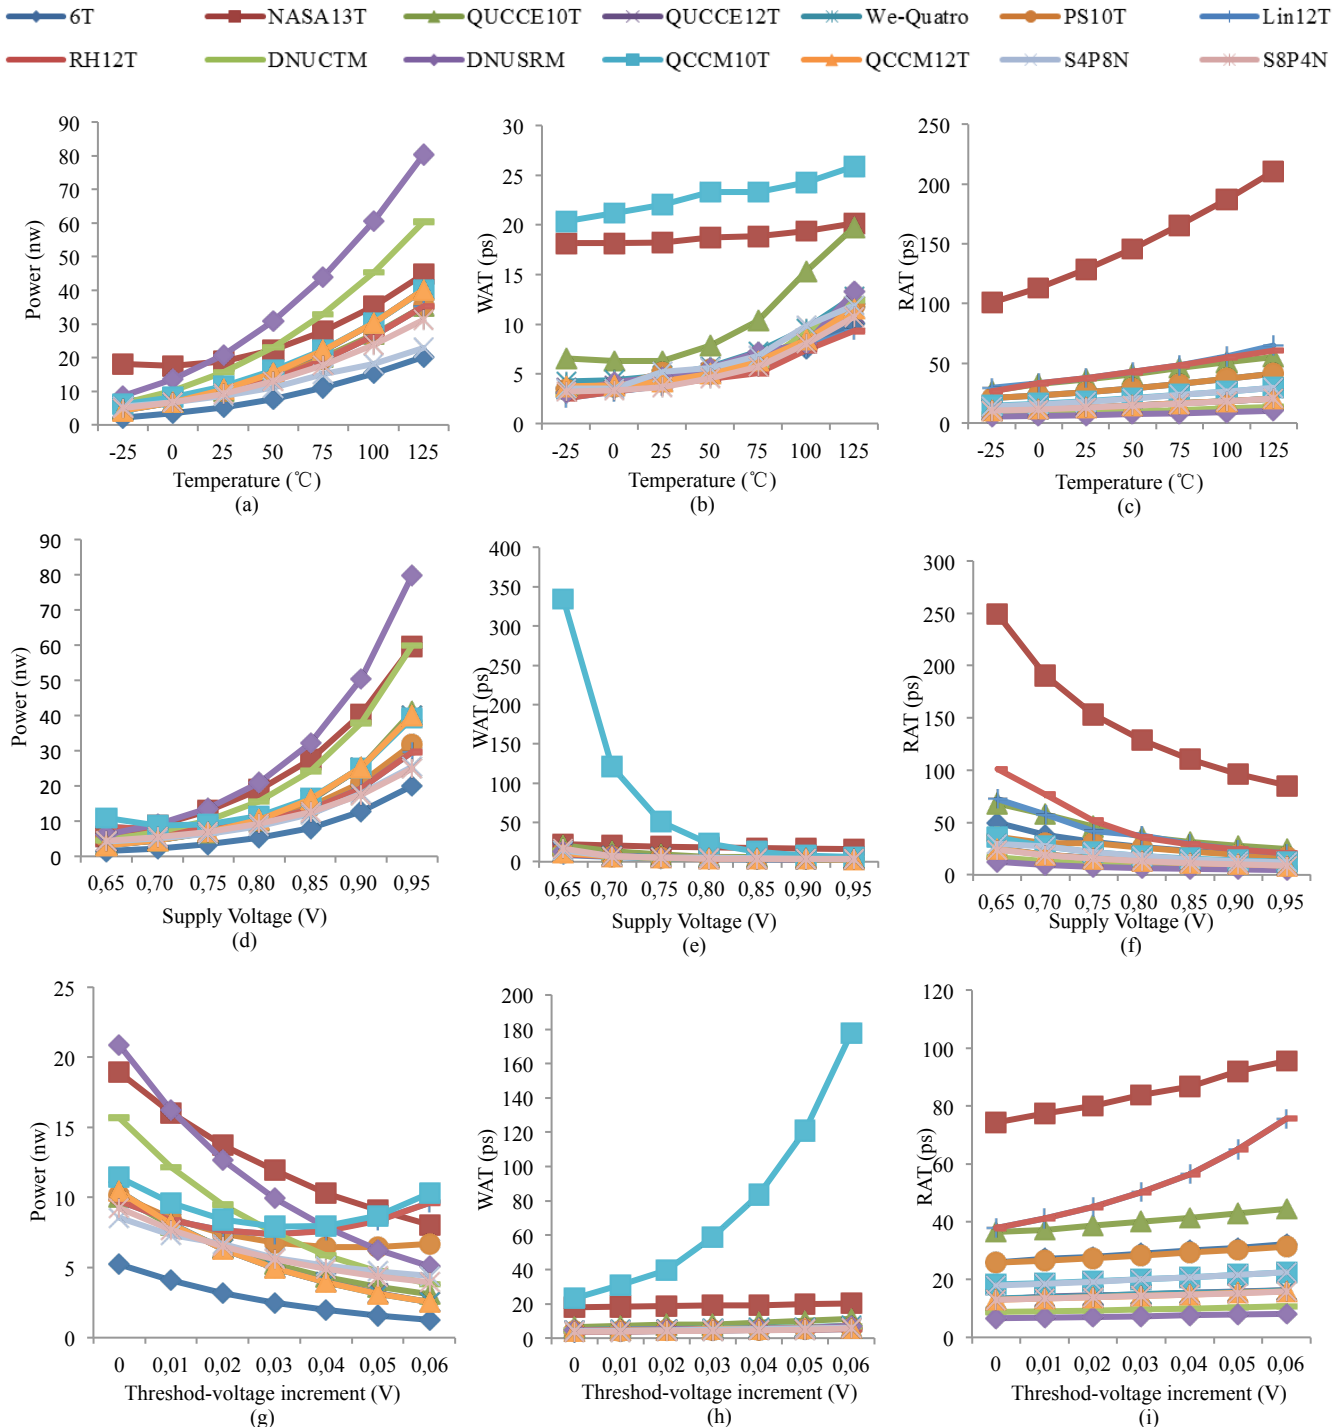 6T NASA13T QUCCE10T QUCCE12T We-Quatro PS10T Lin12T
RH12T DNUCTM DNUSRM QCCM10T QCCM12T S4P8N S8P4N
Power (nw)
90
80
70
60
50
40
30
20
10
0
-25 0 25 50 75 100 125
Temperature (℃)
(a)
WAT (ps)
30
25
20
15
10
5
0
-25 0 25 50 75 100 125
Temperature (℃)
(b)
RAT (ps)
250
200
150
100
50
0
-25 0 25 50 75 100 125
Temperature (℃)
(c)
Power (nw)
90
80
70
60
50
40
30
20
10
0
0,65 0,70 0,75 0,80 0,85 0,90 0,95
Supply Voltage (V)
(d)
WAT (ps)
400
350
300
250
200
150
100
50
0
0,65 0,70 0,75 0,80 0,85 0,90 0,95
(e)
RAT (ps)
300
250
200
150
100
50
0
0,65 0,70 0,75 0,80 0,85 0,90 0,95
Supply Voltage (V)
(f)
Power (nw)
25
20
15
10
5
0
0 0,01 0,02 0,03 0,04 0,05 0,06
Threshod-voltage increment (V)
(g)
WAT (ps)
200
180
160
140
120
100
80
60
40
20
0
0 0,01 0,02 0,03 0,04 0,05 0,06
Threshod-voltage increment (V)
(h)
RAT (ps)
120
100
80
60
40
20
0
0 0,01 0,02 0,03 0,04 0,05 0,06
Threshod-voltage increment (V)
(i)